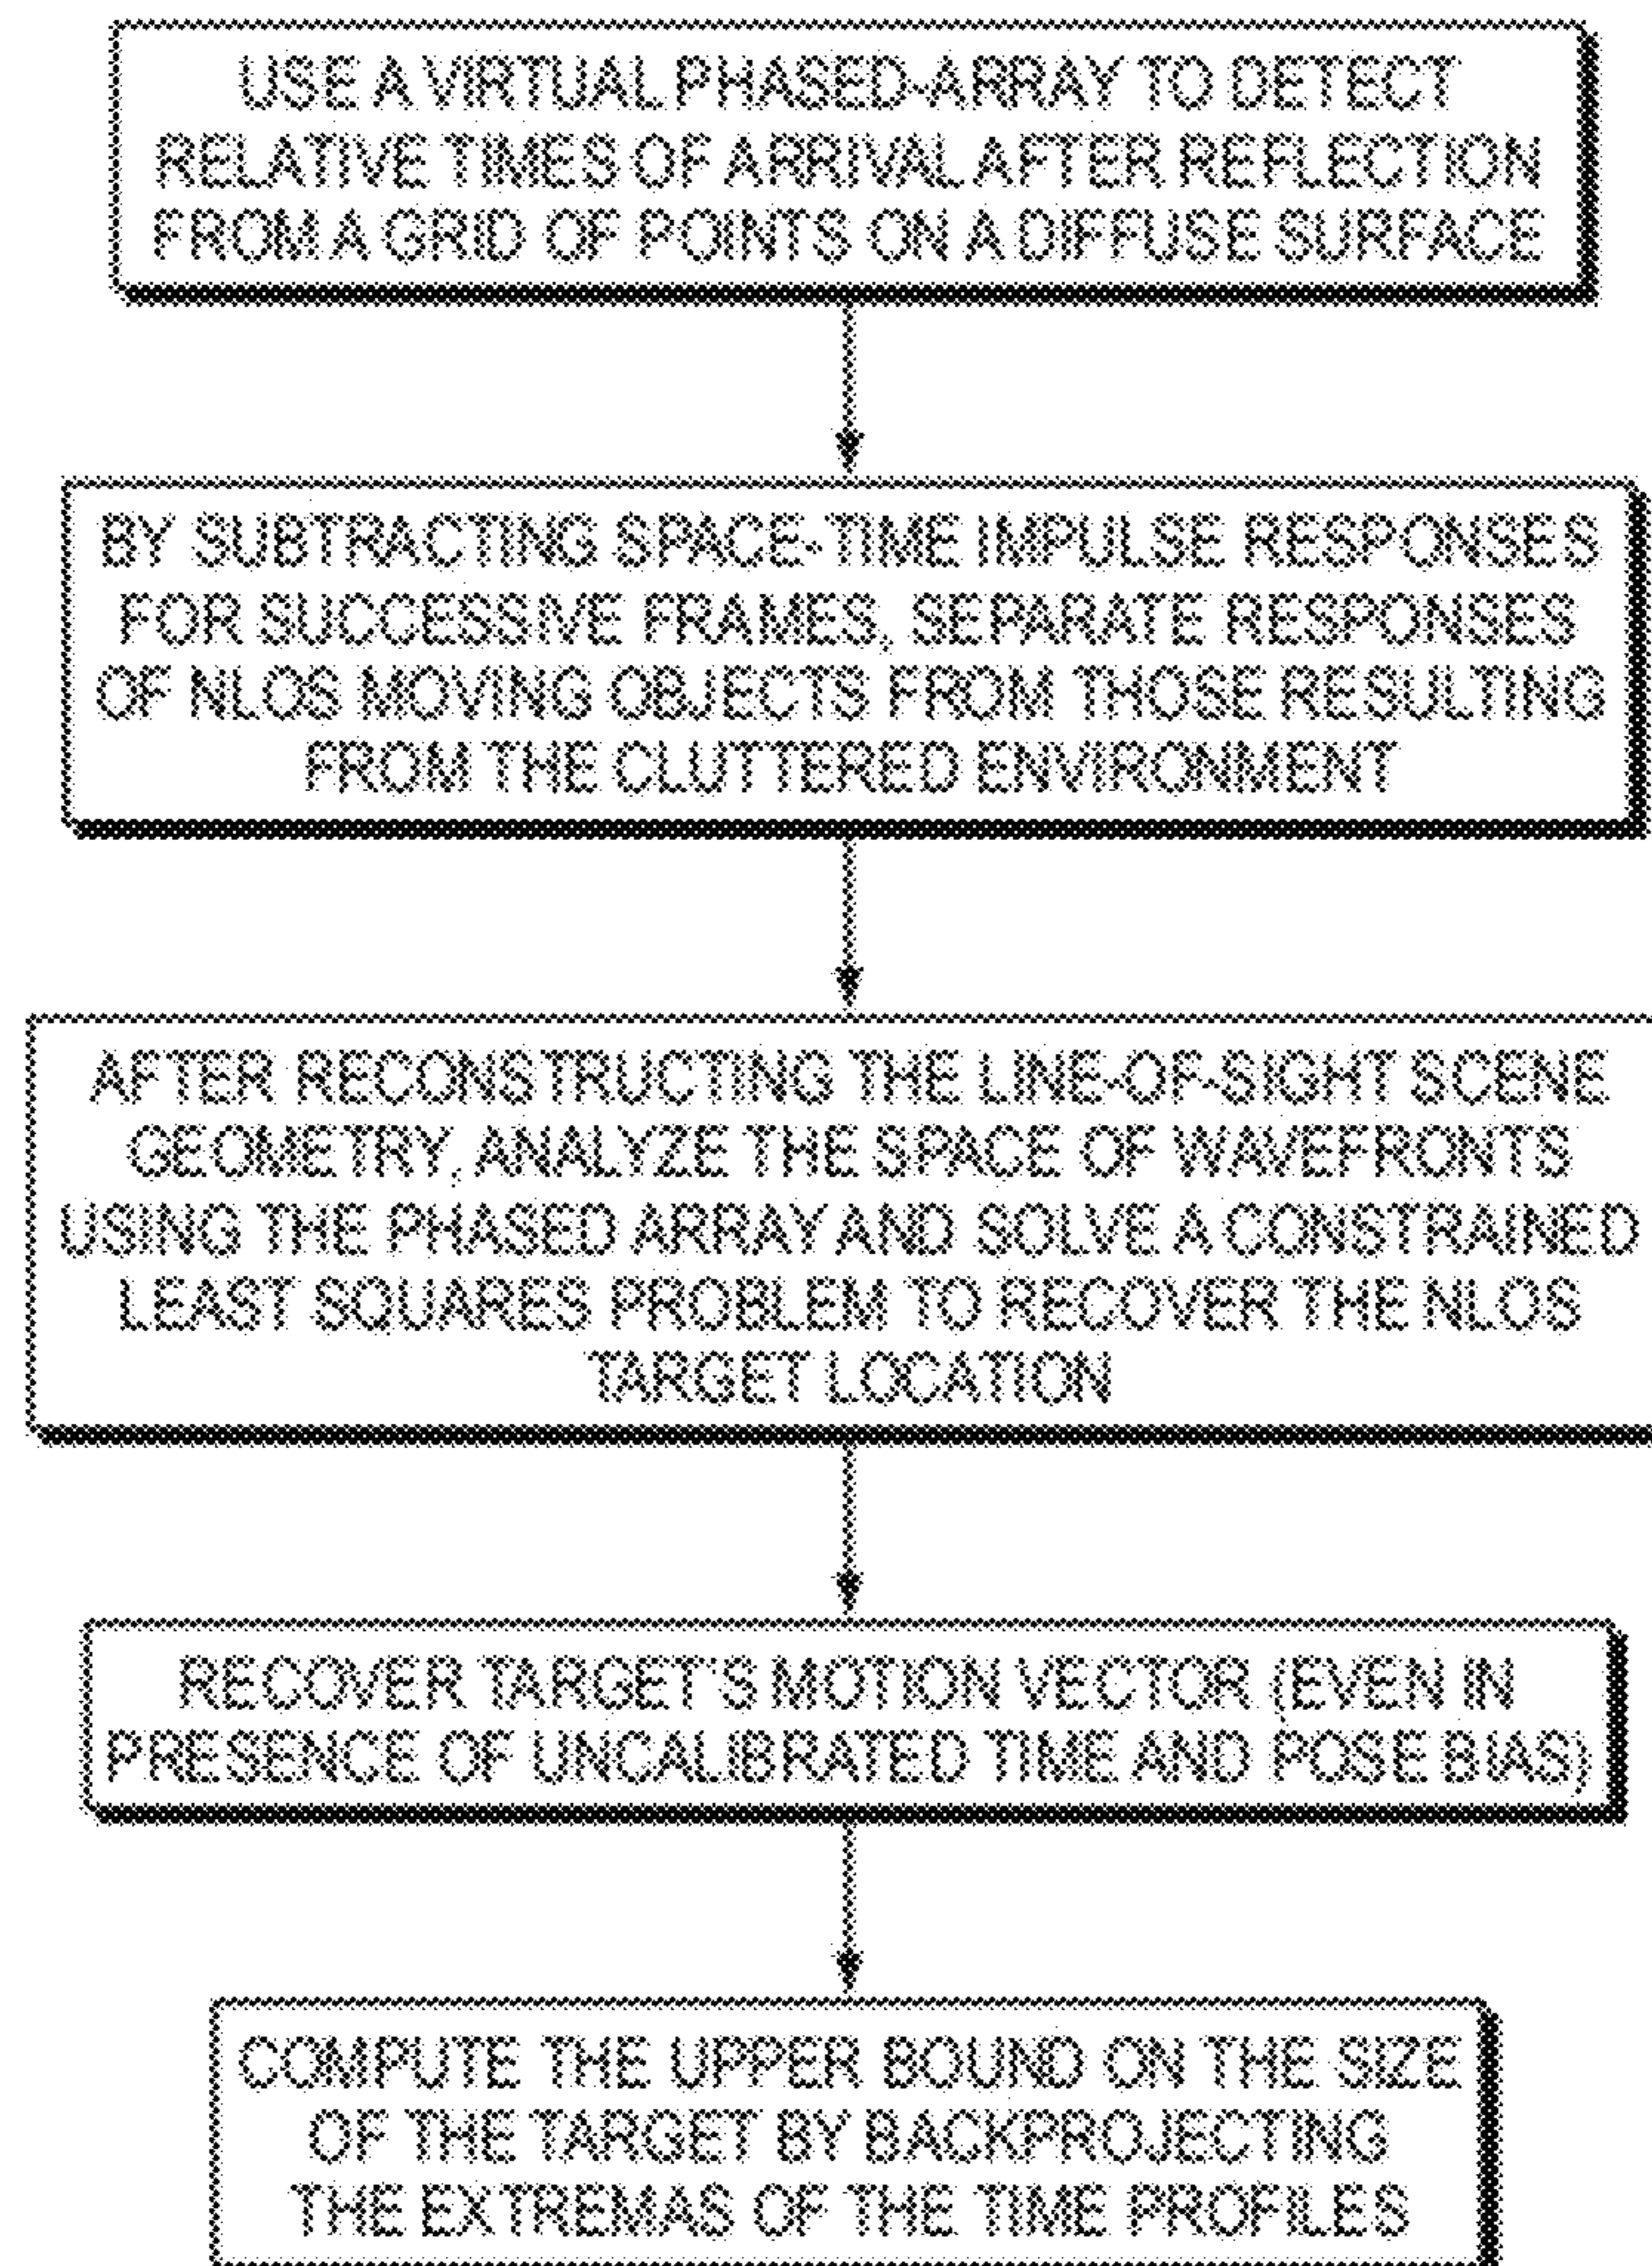 USE A VIRTUAL PHASED-ARRAY TO DETECT
RELATIVE TIMES OF ARRIVAL AFTER REFLECTION
FROM A GRID OF POINTS ON A DIFFUSE SURFACE
BY SUBTRACTING SPACE-TIME IMPULSE RESPONSES
FOR SUCCESSIVE FRAMES, SEPARATE RESPONSES
OF NLOS MOVING OBJECTS FROM THOSE RESULTING
FROM THE CLUTTERED ENVIRONMENT
AFTER RECONSTRUCTING THE LINE-OF-SIGHT SCENE
GEOMETRY, ANALYZE THE SPACE OF WAVEFRONTS
USING THE PHASED ARRAY AND SOLVE A CONSTRAINED
LEAST SQUARES PROBLEM TO RECOVER THE NLOS
TARGET LOCATION
RECOVER TARGET'S MOTION VECTOR (EVEN IN
PRESENCE OF UNCALIBRATED TIME AND POSE BIAS)
COMPUTE THE UPPER BOUND ON THE SIZE
OF THE TARGET BY BACKPROJECTING
THE EXTREMAS OF THE TIME PROFILES